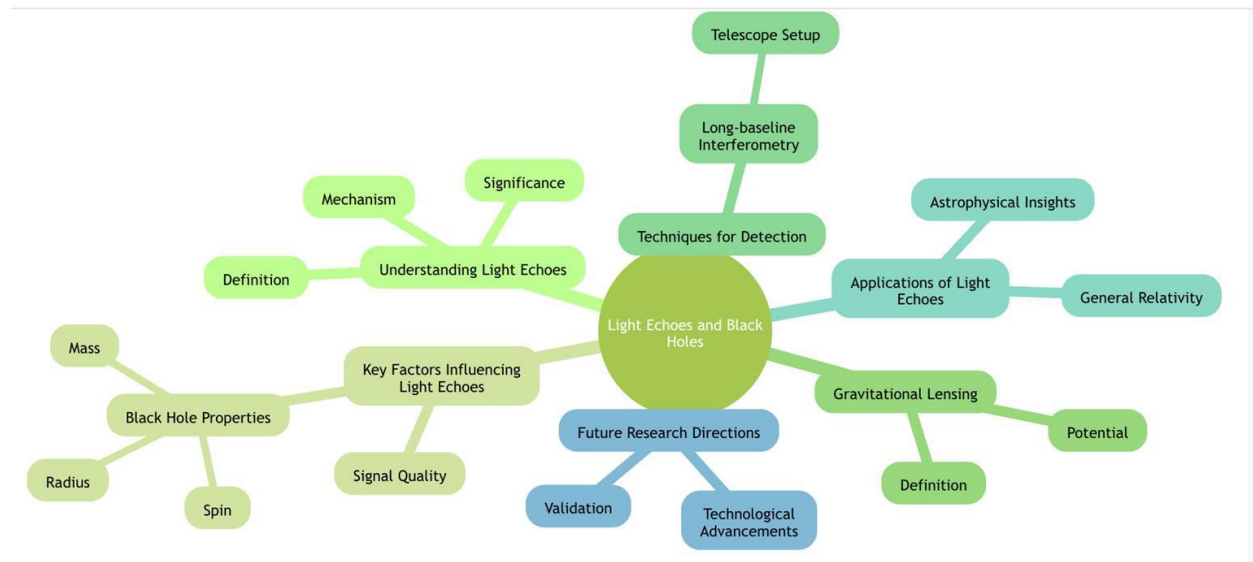 Telescope Setup
Long-baseline
Interferometry
Techniques for Detection
Significance
Mechanism
Definition
Understanding Light Echoes
Astrophysical Insights
Applications of Light
Echoes
General Relativity
Light Echoes and Black
Holes
Mass
Key Factors Influencing
Light Echoes
Black Hole Properties
Radius
Spin
Signal Quality
Gravitational Lensing
Potential
Definition
Future Research Directions
Validation
Technological
Advancements